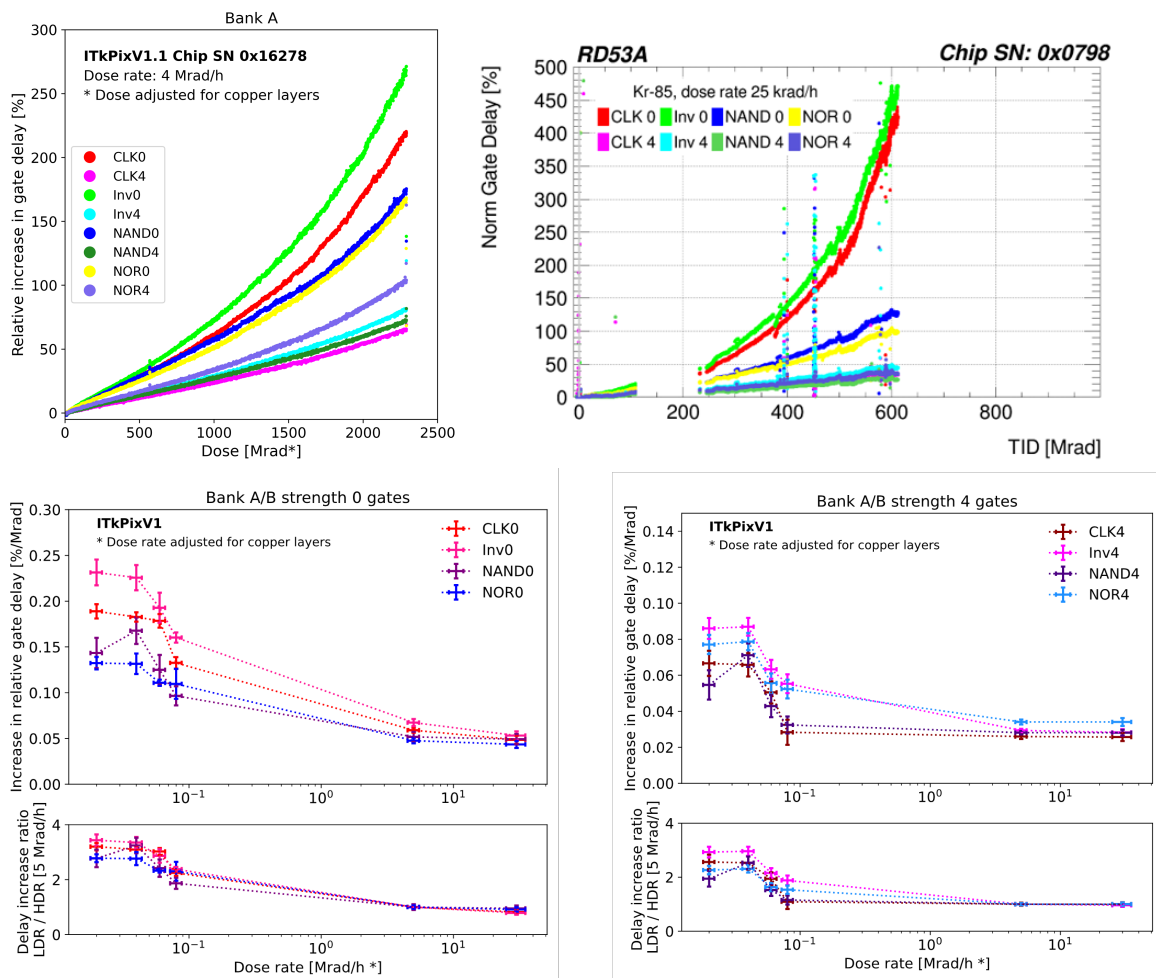 Bank A
Relative increase in gate delay [%]
300
250
200
150
100
50
0
ITkPixV1.1 Chip SN 0x16278
Dose rate: 4 Mrad/h
* Dose adjusted for copper layers
CLK0
CLK4
Inv0
Inv4
NAND0
NAND4
NOR0
NOR4
0 500 1000 1500 2000 2500
Dose [Mrad*]
RD53A Chip SN: 0x0798
Norm Gate Delay [%]
500
450
400
350
300
250
200
150
100
50
0
Kr-85, dose rate 25 krad/h
CLK 0 Inv 0 NAND 0 NOR 0
CLK 4 Inv 4 NAND 4 NOR 4
0 200 400 600 800
TID [Mrad]
Bank A/B strength 0 gates
Increase in relative gate delay [%/Mrad]
0.30
0.25
0.20
0.15
0.10
0.05
0.00
ITkPixV1
* Dose rate adjusted for copper layers
CLK0
Inv0
NAND0
NOR0
10⁻¹ 10⁰ 10¹
Delay increase ratio
LDR / HDR [5 Mrad/h]
4
2
0
10⁻¹ 10⁰ 10¹
Dose rate [Mrad/h *]
Bank A/B strength 4 gates
Increase in relative gate delay [%/Mrad]
0.14
0.12
0.10
0.08
0.06
0.04
0.02
0.00
ITkPixV1
* Dose rate adjusted for copper layers
CLK4
Inv4
NAND4
NOR4
10⁻¹ 10⁰ 10¹
Delay increase ratio
LDR / HDR [5 Mrad/h]
4
2
0
10⁻¹ 10⁰ 10¹
Dose rate [Mrad/h *]